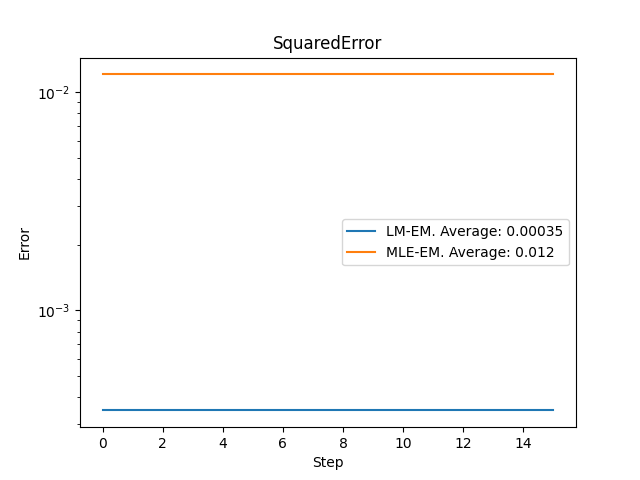 SquaredError
10⁻²
10⁻³
Error
LM-EM. Average: 0.00035
MLE-EM. Average: 0.012
0 2 4 6 8 10 12 14
Step